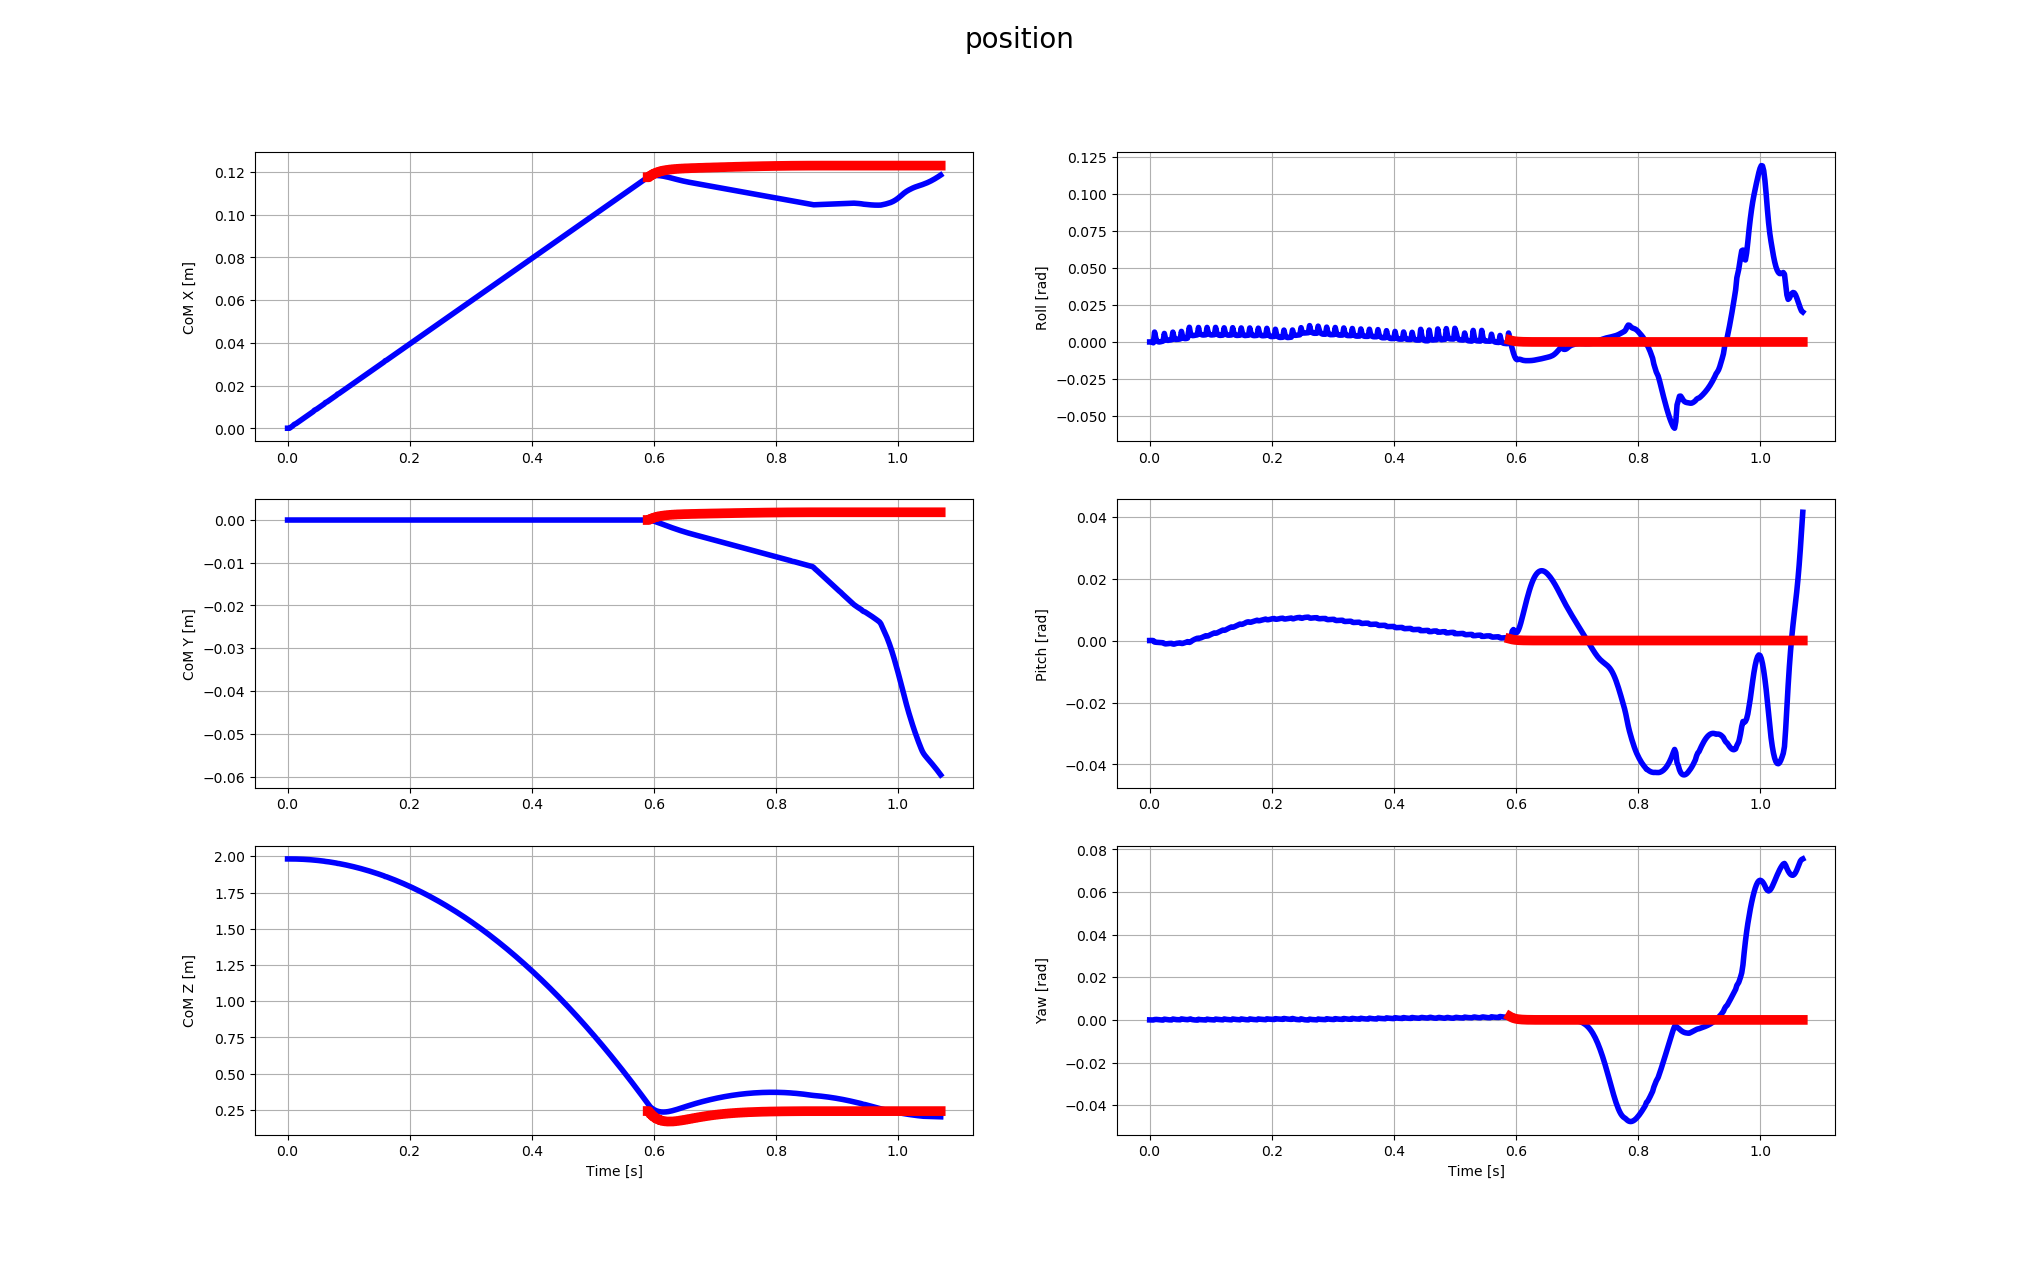 position
0.12
0.10
0.08
0.06
0.04
0.02
0.00
CoM X [m]
0.0 0.2 0.4 0.6 0.8 1.0
0.125
0.100
0.075
0.050
0.025
0.000
−0.025
−0.050
Roll [rad]
0.0 0.2 0.4 0.6 0.8 1.0
0.00
−0.01
−0.02
−0.03
−0.04
−0.05
−0.06
CoM Y [m]
0.0 0.2 0.4 0.6 0.8 1.0
0.04
0.02
0.00
−0.02
−0.04
Pitch [rad]
0.0 0.2 0.4 0.6 0.8 1.0
2.00
1.75
1.50
1.25
1.00
0.75
0.50
0.25
CoM Z [m]
0.0 0.2 0.4 0.6 0.8 1.0
Time [s]
0.08
0.06
0.04
0.02
0.00
−0.02
−0.04
Yaw [rad]
0.0 0.2 0.4 0.6 0.8 1.0
Time [s]